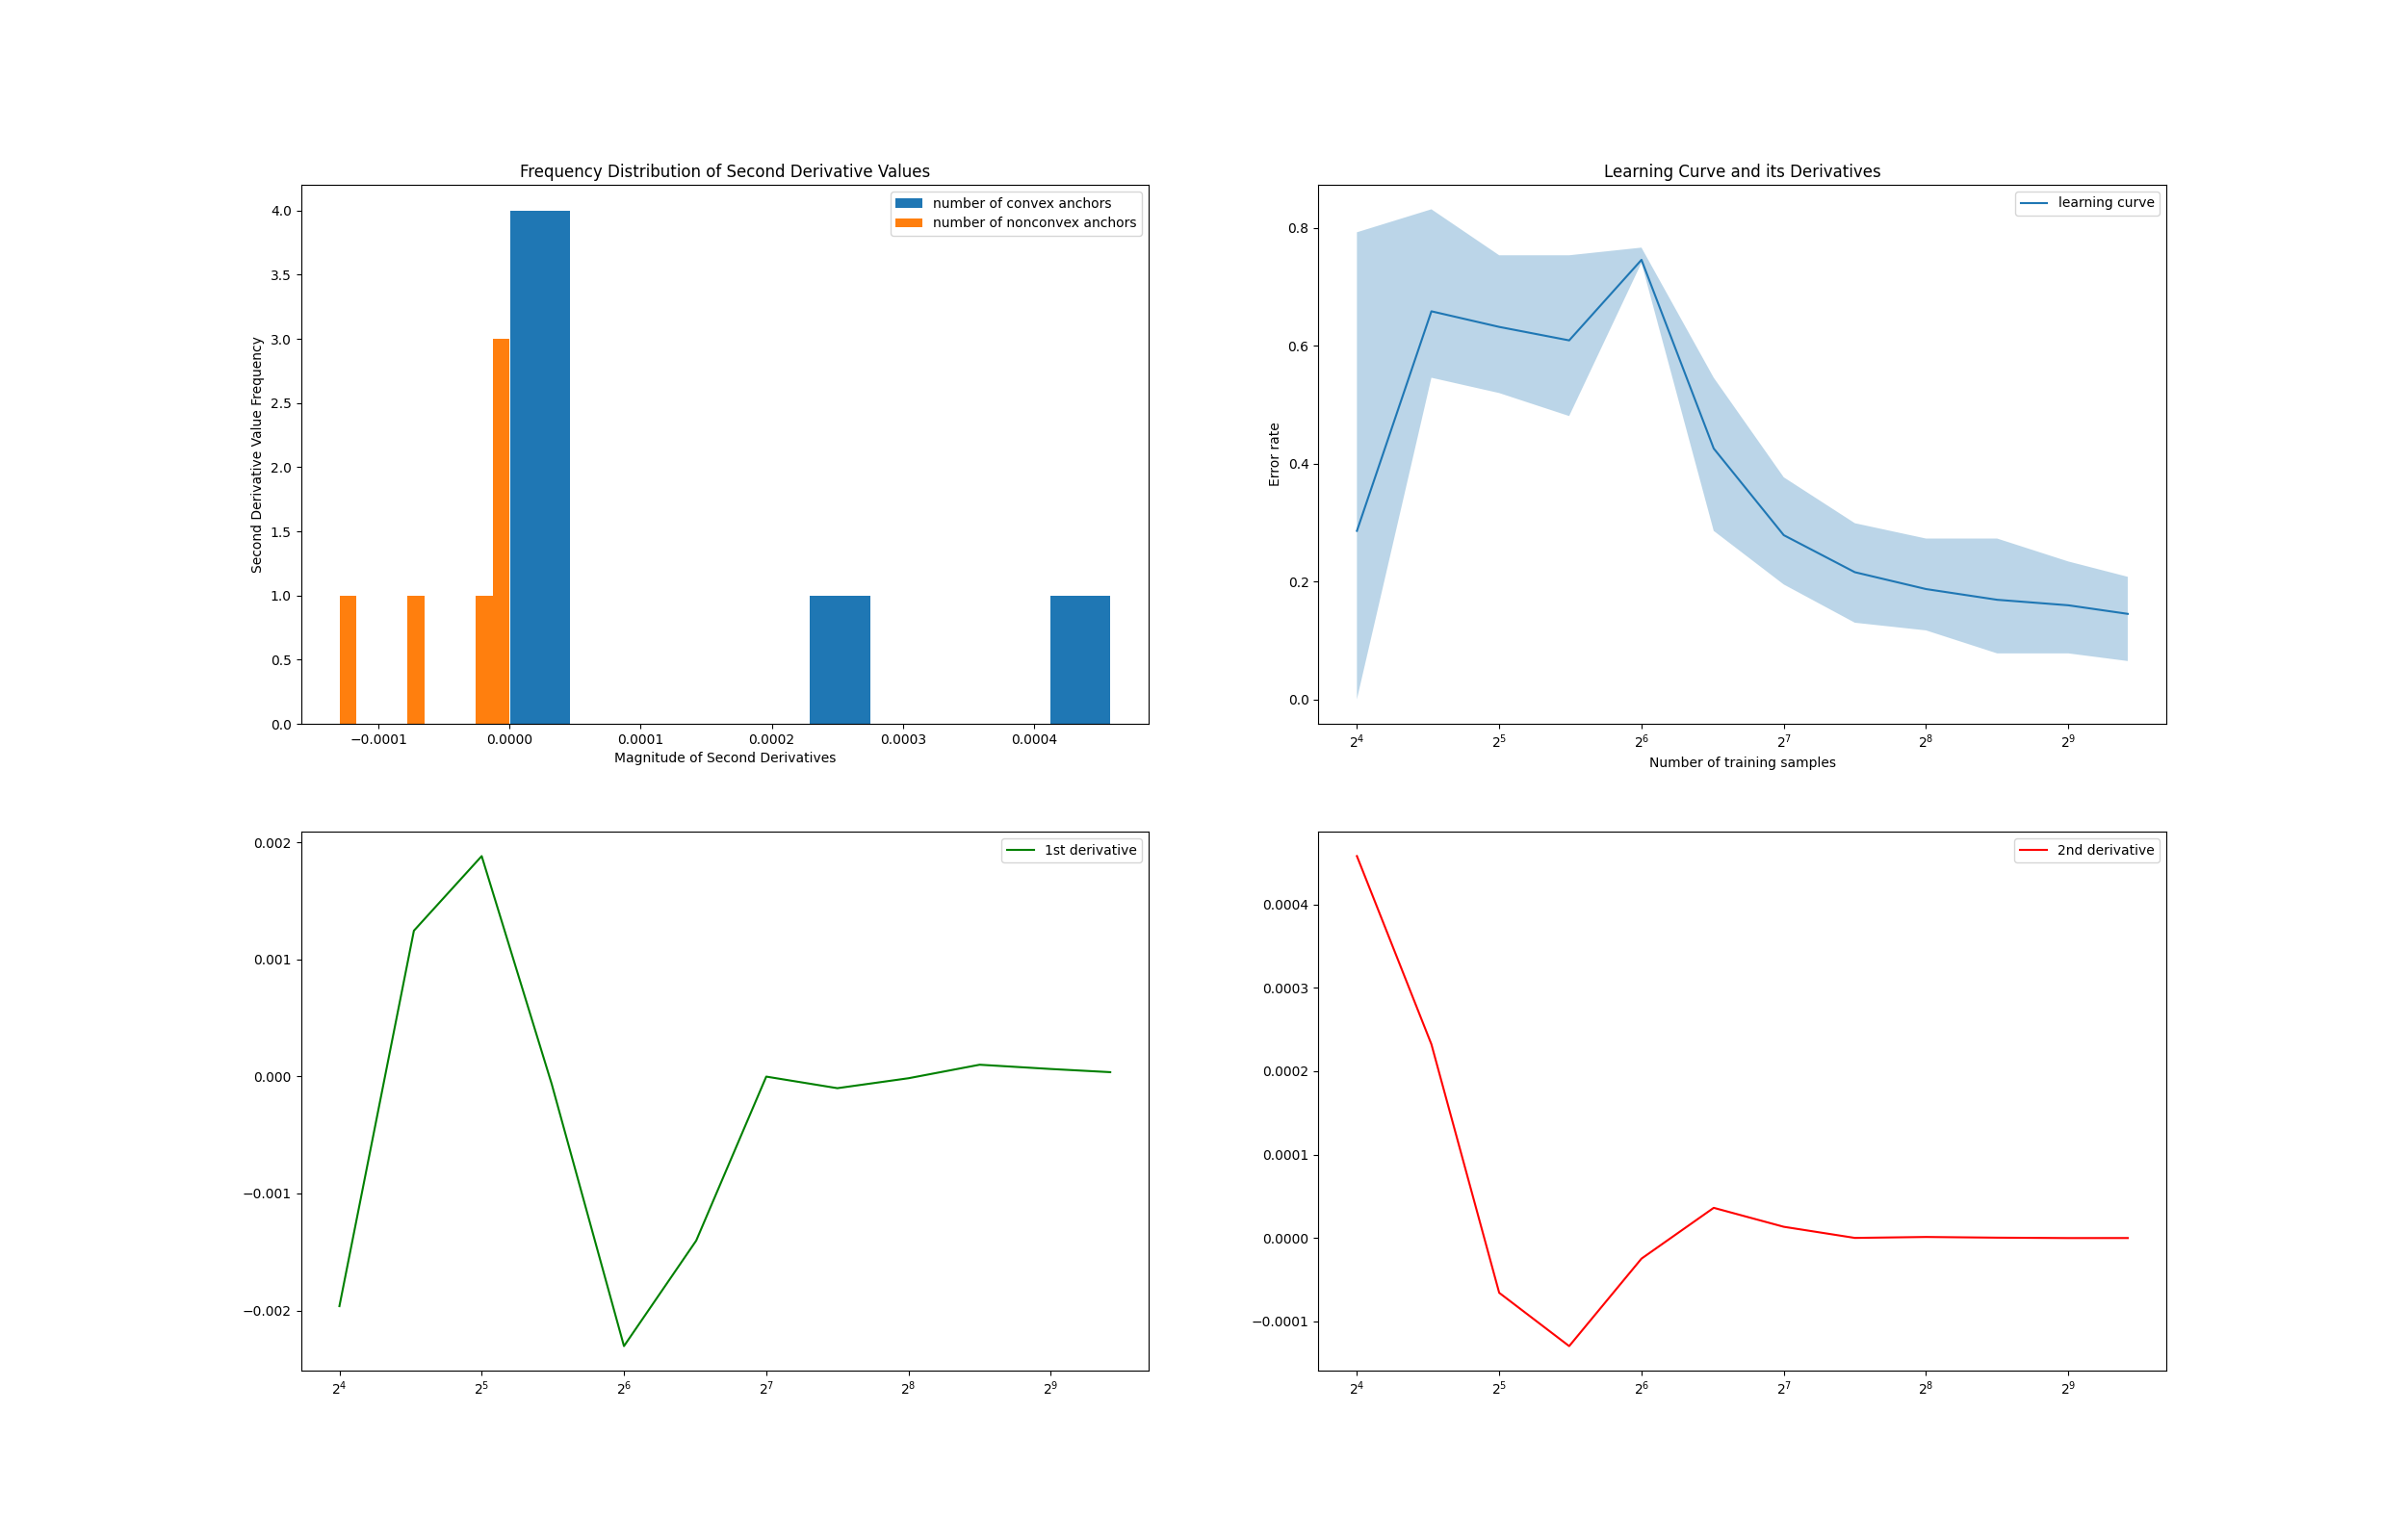 Frequency Distribution of Second Derivative Values
number of convex anchors
number of nonconvex anchors
4.0
3.5
3.0
2.5
2.0
1.5
1.0
0.5
0.0
Second Derivative Value Frequency
−0.0001 0.0000 0.0001 0.0002 0.0003 0.0004
Magnitude of Second Derivatives
Learning Curve and its Derivatives
learning curve
0.8
0.6
0.4
0.2
0.0
Error rate
2⁴ 2⁵ 2⁶ 2⁷ 2⁸ 2⁹
Number of training samples
1st derivative
0.002
0.001
0.000
−0.001
−0.002
2⁴ 2⁵ 2⁶ 2⁷ 2⁸ 2⁹
2nd derivative
0.0004
0.0003
0.0002
0.0001
0.0000
−0.0001
2⁴ 2⁵ 2⁶ 2⁷ 2⁸ 2⁹